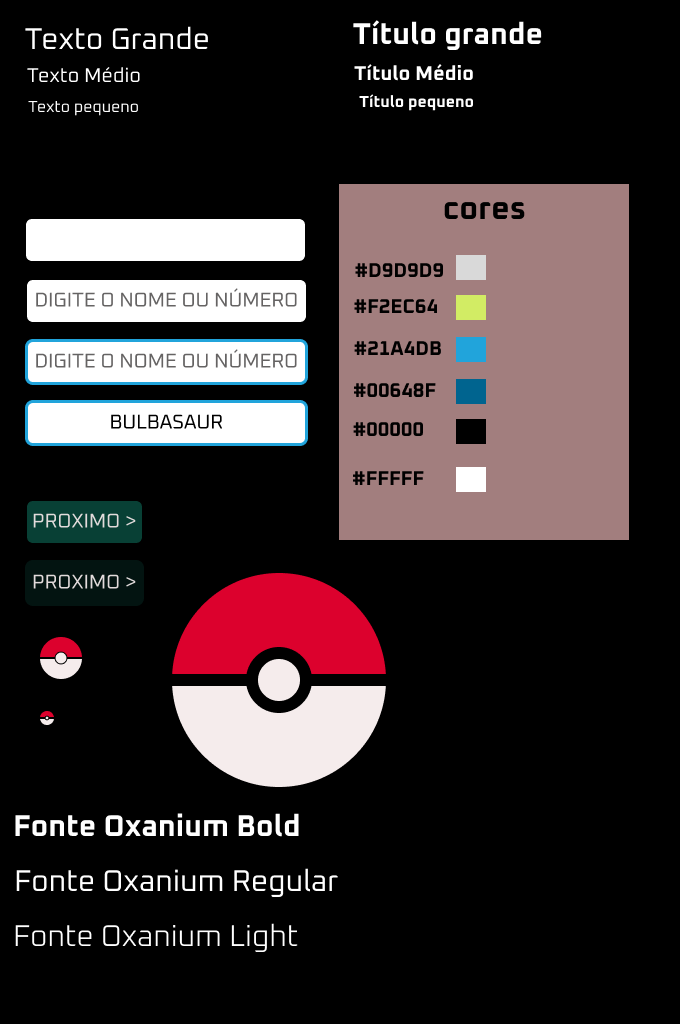 Texto Grande
Texto Médio
Texto pequeno
Título grande
Título Médio
Título pequeno
DIGITE O NOME OU NÚMERO
DIGITE O NOME OU NÚMERO
BULBASAUR
cores
#D9D9D9
#F2EC64
#21A4DB
#00648F
#00000
#FFFFF
PROXIMO >
PROXIMO >
Fonte Oxanium Bold
Fonte Oxanium Regular
Fonte Oxanium Light